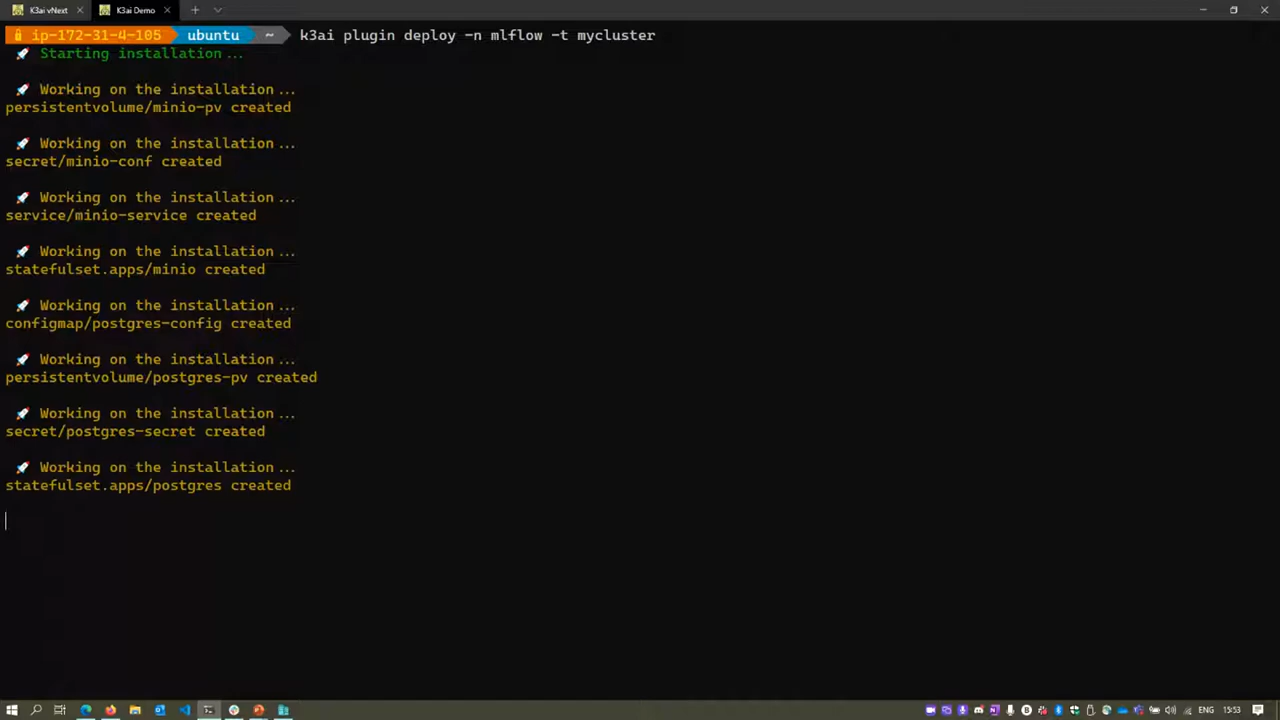 K3ai vNext
K3ai Demo
ip-172-31-4-105 ubuntu ~ k3ai plugin deploy -n mlflow -t mycluster
Starting installation...
Working on the installation...
persistentvolume/minio-pv created
Working on the installation...
secret/minio-conf created
Working on the installation...
service/minio-service created
Working on the installation...
statefulset.apps/minio created
Working on the installation...
configmap/postgres-config created
Working on the installation...
persistentvolume/postgres-pv created
Working on the installation...
secret/postgres-secret created
Working on the installation...
statefulset.apps/postgres created
ENG 15:53